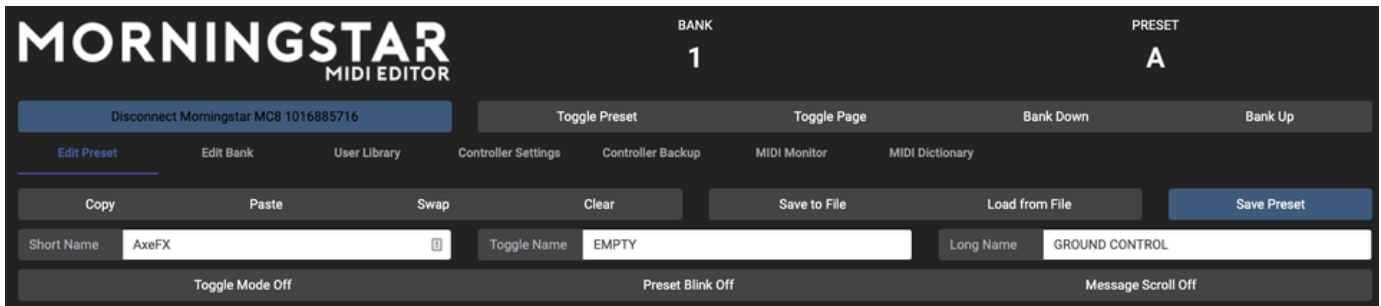 MORNINGSTAR
MIDI EDITOR
BANK
1
PRESET
A
Disconnect Morningstar MC8 1016885716
Toggle Preset
Toggle Page
Bank Down
Bank Up
Edit Preset
Edit Bank
User Library
Controller Settings
Controller Backup
MIDI Monitor
MIDI Dictionary
Copy
Paste
Swap
Clear
Save to File
Load from File
Save Preset
Short Name
AxeFX
Toggle Name
EMPTY
Long Name
GROUND CONTROL
Toggle Mode Off
Preset Blink Off
Message Scroll Off